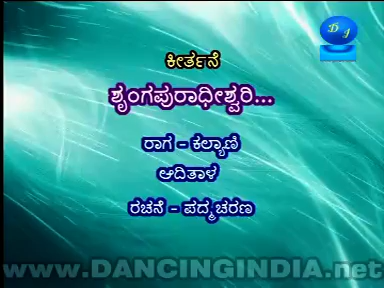 D J
ಕೀರ್ತನೆ
ಶೃಂಗಪುರಾಧೀಶ್ವರಿ...
ರಾಗ - ಕಲ್ಯಾಣಿ
ಆದಿತಾಳ
ರಚನೆ - ಪದ್ಮಚರಣ
www.DANCINGINDIA.net